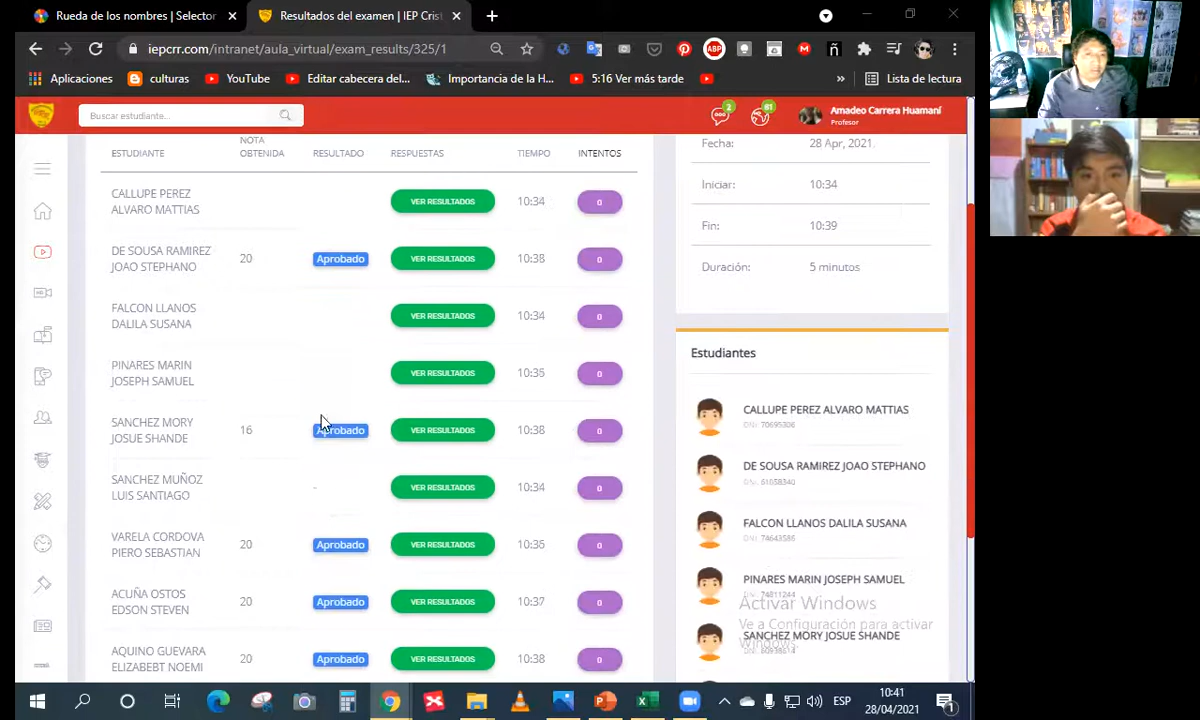 Rueda de los nombres | Selector
Resultados del examen | IEP Cris
iepcrr.com/intranet/aula_virtual/exam_results/325/1
Aplicaciones
culturas
YouTube
Editar cabecera del...
Importancia de la H...
5:16 Ver más tarde
»
Lista de lectura
Buscar estudiante...
2
81
Amadeo Carrera Huamaní
Profesor
ESTUDIANTE
NOTA
OBTENIDA
RESULTADO
RESPUESTAS
TIEMPO
INTENTOS
CALLUPE PEREZ
ALVARO MATTIAS
VER RESULTADOS
10:34
0
DE SOUSA RAMIREZ
JOAO STEPHANO
20
Aprobado
VER RESULTADOS
10:38
0
FALCON LLANOS
DALILA SUSANA
VER RESULTADOS
10:34
0
PINARES MARIN
JOSEPH SAMUEL
VER RESULTADOS
10:35
0
SANCHEZ MORY
JOSUE SHANDE
16
Aprobado
VER RESULTADOS
10:38
0
SANCHEZ MUÑOZ
LUIS SANTIAGO
-
VER RESULTADOS
10:34
0
VARELA CORDOVA
PIERO SEBASTIAN
20
Aprobado
VER RESULTADOS
10:36
0
ACUÑA OSTOS
EDSON STEVEN
20
Aprobado
VER RESULTADOS
10:37
0
AQUINO GUEVARA
ELIZABEBT NOEMI
20
Aprobado
VER RESULTADOS
10:38
0
Fecha: 28 Apr, 2021.
Iniciar: 10:34
Fin: 10:39
Duración: 5 minutos
Estudiantes
CALLUPE PEREZ ALVARO MATTIAS
DNI:
DE SOUSA RAMIREZ JOAO STEPHANO
DNI:
FALCON LLANOS DALILA SUSANA
DNI:
PINARES MARIN JOSEPH SAMUEL
DNI:
Activar Windows
Ve a Configuración para activar
Windows.
SANCHEZ MORY JOSUE SHANDE
ESP
10:41
28/04/2021
1